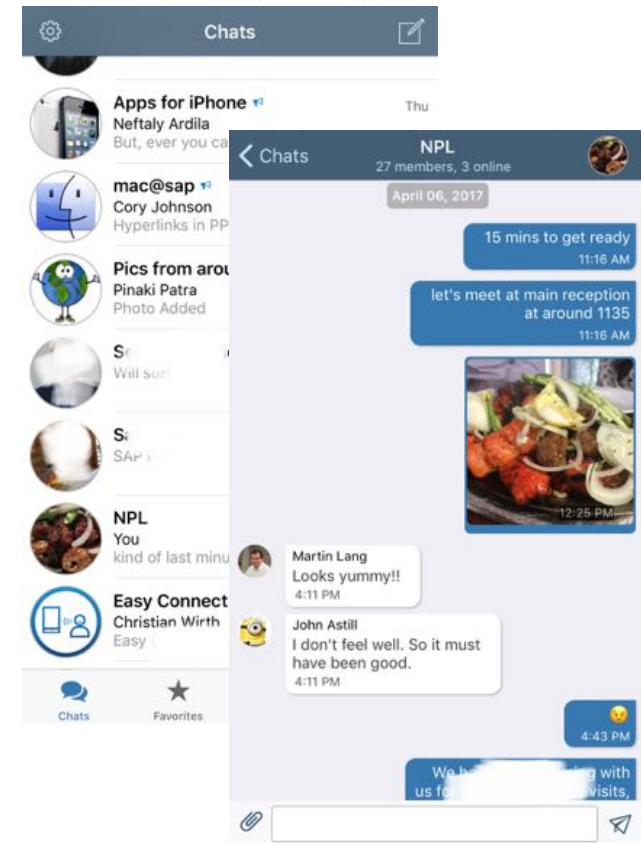 Chats
Apps for iPhone
Thu
Neftaly Ardila
But, ever you ca
mac@sap
Cory Johnson
Hyperlinks in PP
Pics from arou
Pinaki Patra
Photo Added
Will
SAP
NPL
You
kind of last minu
Easy Connect
Christian Wirth
Easy
Chats
Favorites
Chats
NPL
27 members, 3 online
April 06, 2017
15 mins to get ready
11:16 AM
let's meet at main reception
at around 1135
11:16 AM
12:25 PM
Martin Lang
Looks yummy!!
4:11 PM
John Astill
I don't feel well. So it must
have been good.
4:11 PM
4:43 PM
We with
us visits,